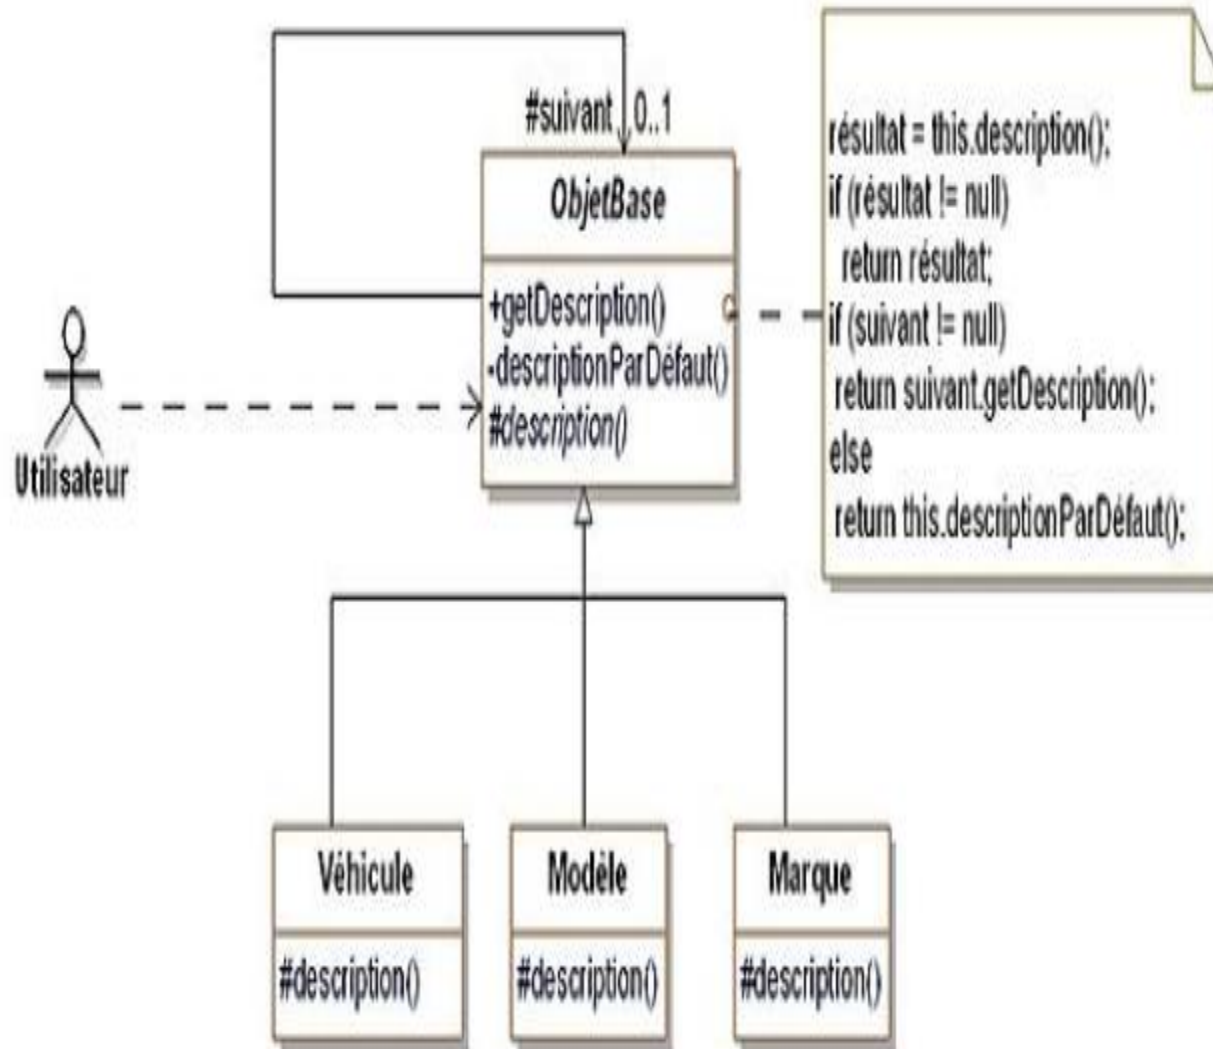 #suivant 0..1
ObjetBase
+getDescription()
-descriptionParDéfaut()
#description()
résultat = this.description();
if (résultat != null)
return résultat;
if (suivant != null)
return suivant.getDescription();
else
return this.descriptionParDéfaut();
Utilisateur
Véhicule
#description()
Modèle
#description()
Marque
#description()